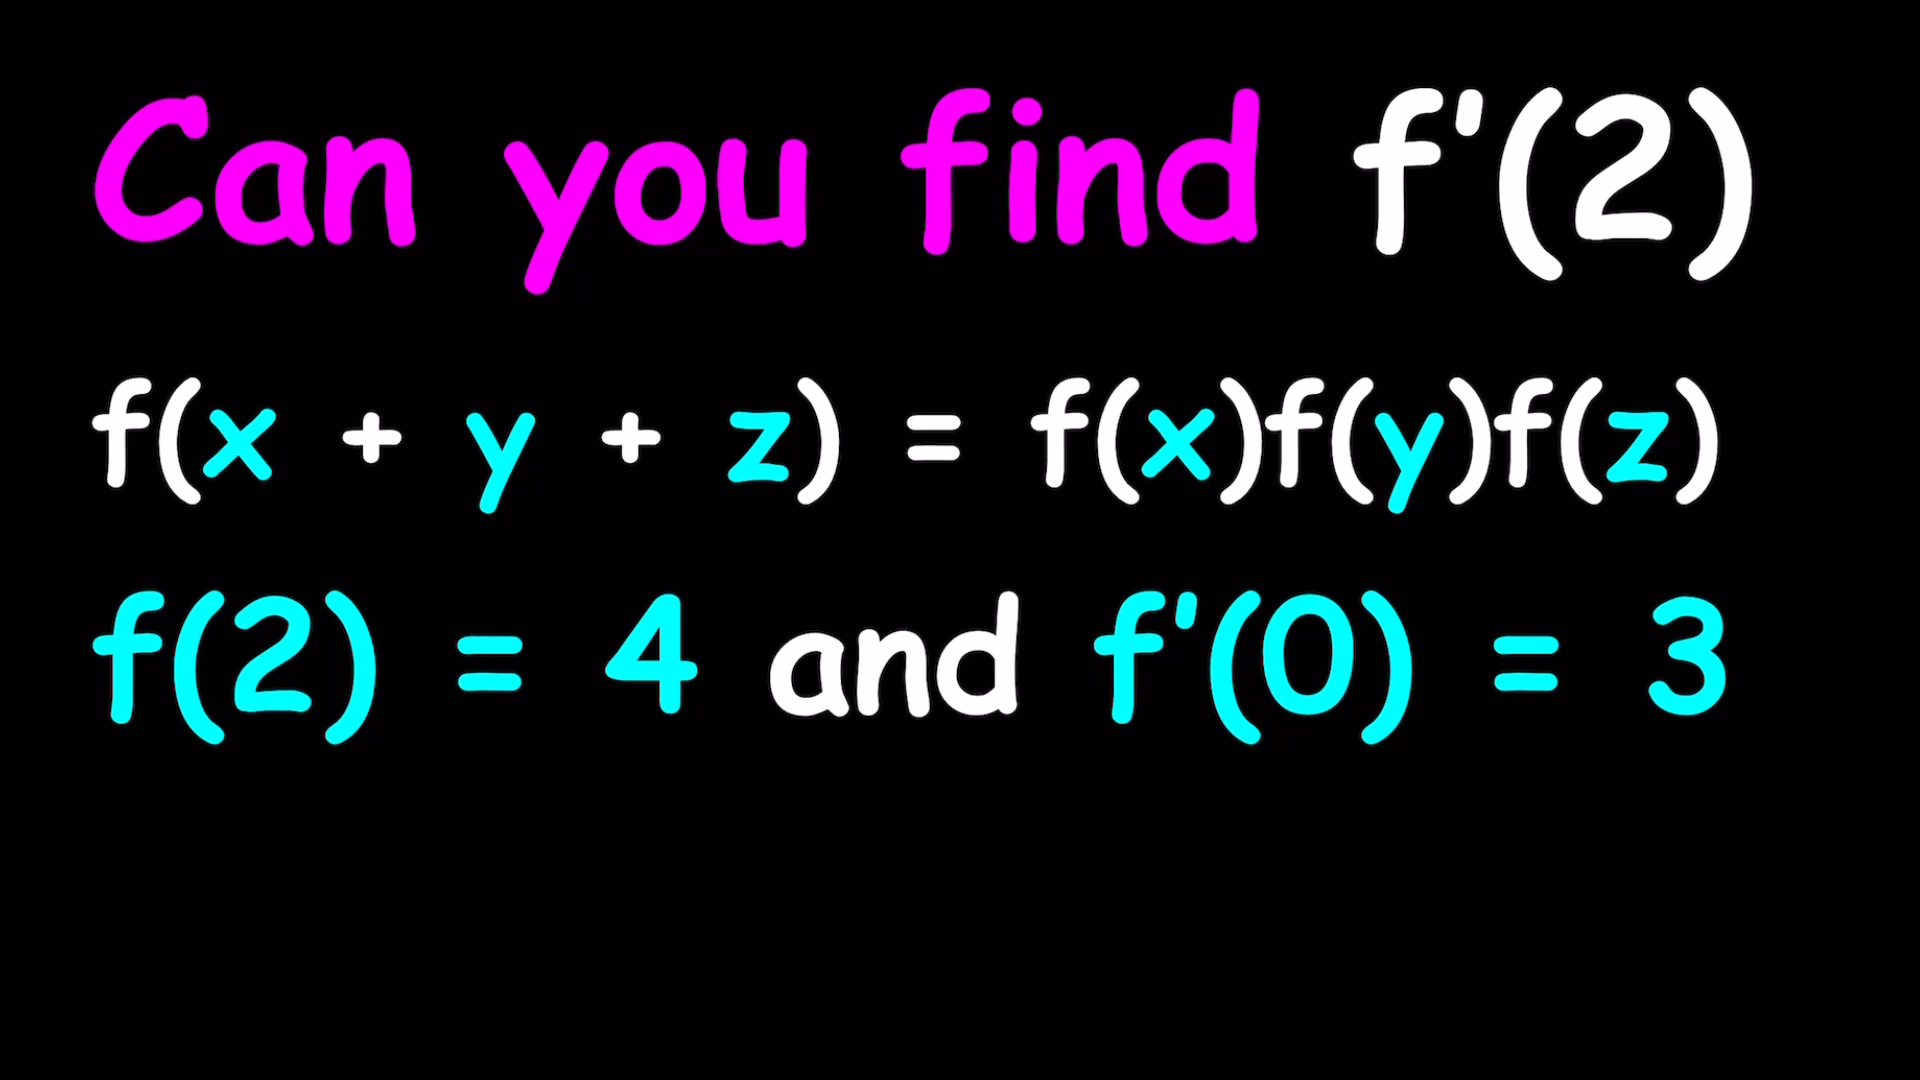 Can you find f'(2)
f(x + y + z) = f(x)f(y)f(z)
f(2) = 4 and f'(0) = 3